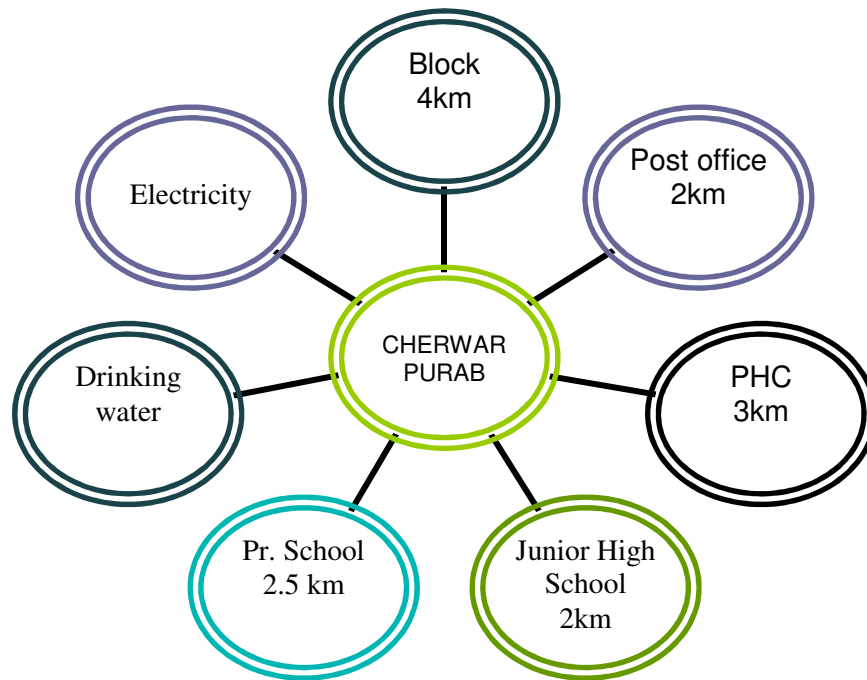 Block
4km
Post office
2km
Electricity
CHERWAR
PURAB
Drinking
water
PHC
3km
Pr. School
2.5 km
Junior High
School
2km